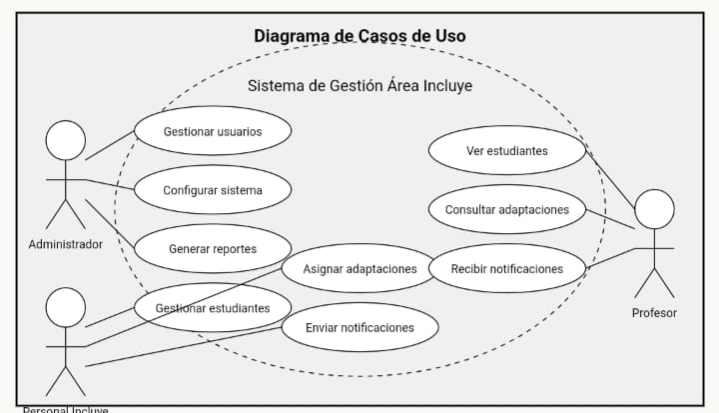 Diagrama de Casos de Uso
Sistema de Gestión Área Incluye
Gestionar usuarios
Configurar sistema
Generar reportes
Gestionar estudiantes
Asignar adaptaciones
Enviar notificaciones
Ver estudiantes
Consultar adaptaciones
Recibir notificaciones
Administrador
Personal Incluye
Profesor